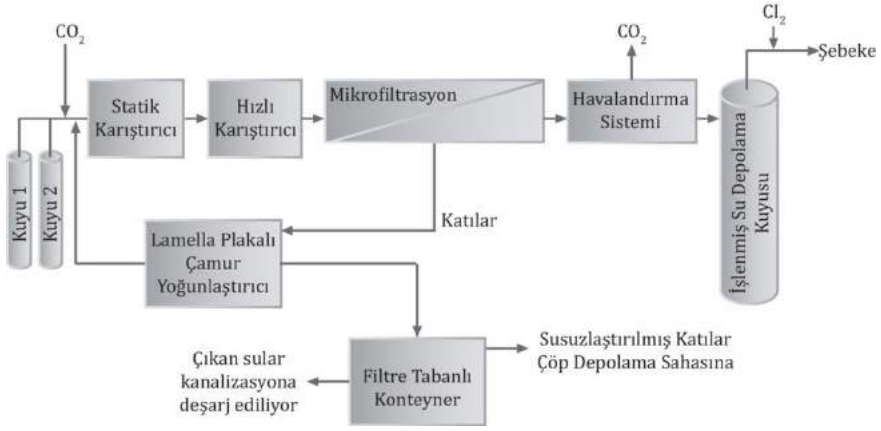 CO2
Cl2
CO2
Şebeke
Statik
Karıştırıcı
Hızlı
Karıştırıcı
Mikrofiltrasyon
Havalandırma
Sistemi
Kuyu 1
Kuyu 2
İşlenmiş Su Depolama
Kuyusu
Katılar
Lamella Plakalı
Çamur
Yoğunlaştırıcı
Çıkan sular
kanalizasyona
deşarj ediliyor
Filtre Tabanlı
Konteyner
Susuzlaştırılmış Katılar
Çöp Depolama Sahasına